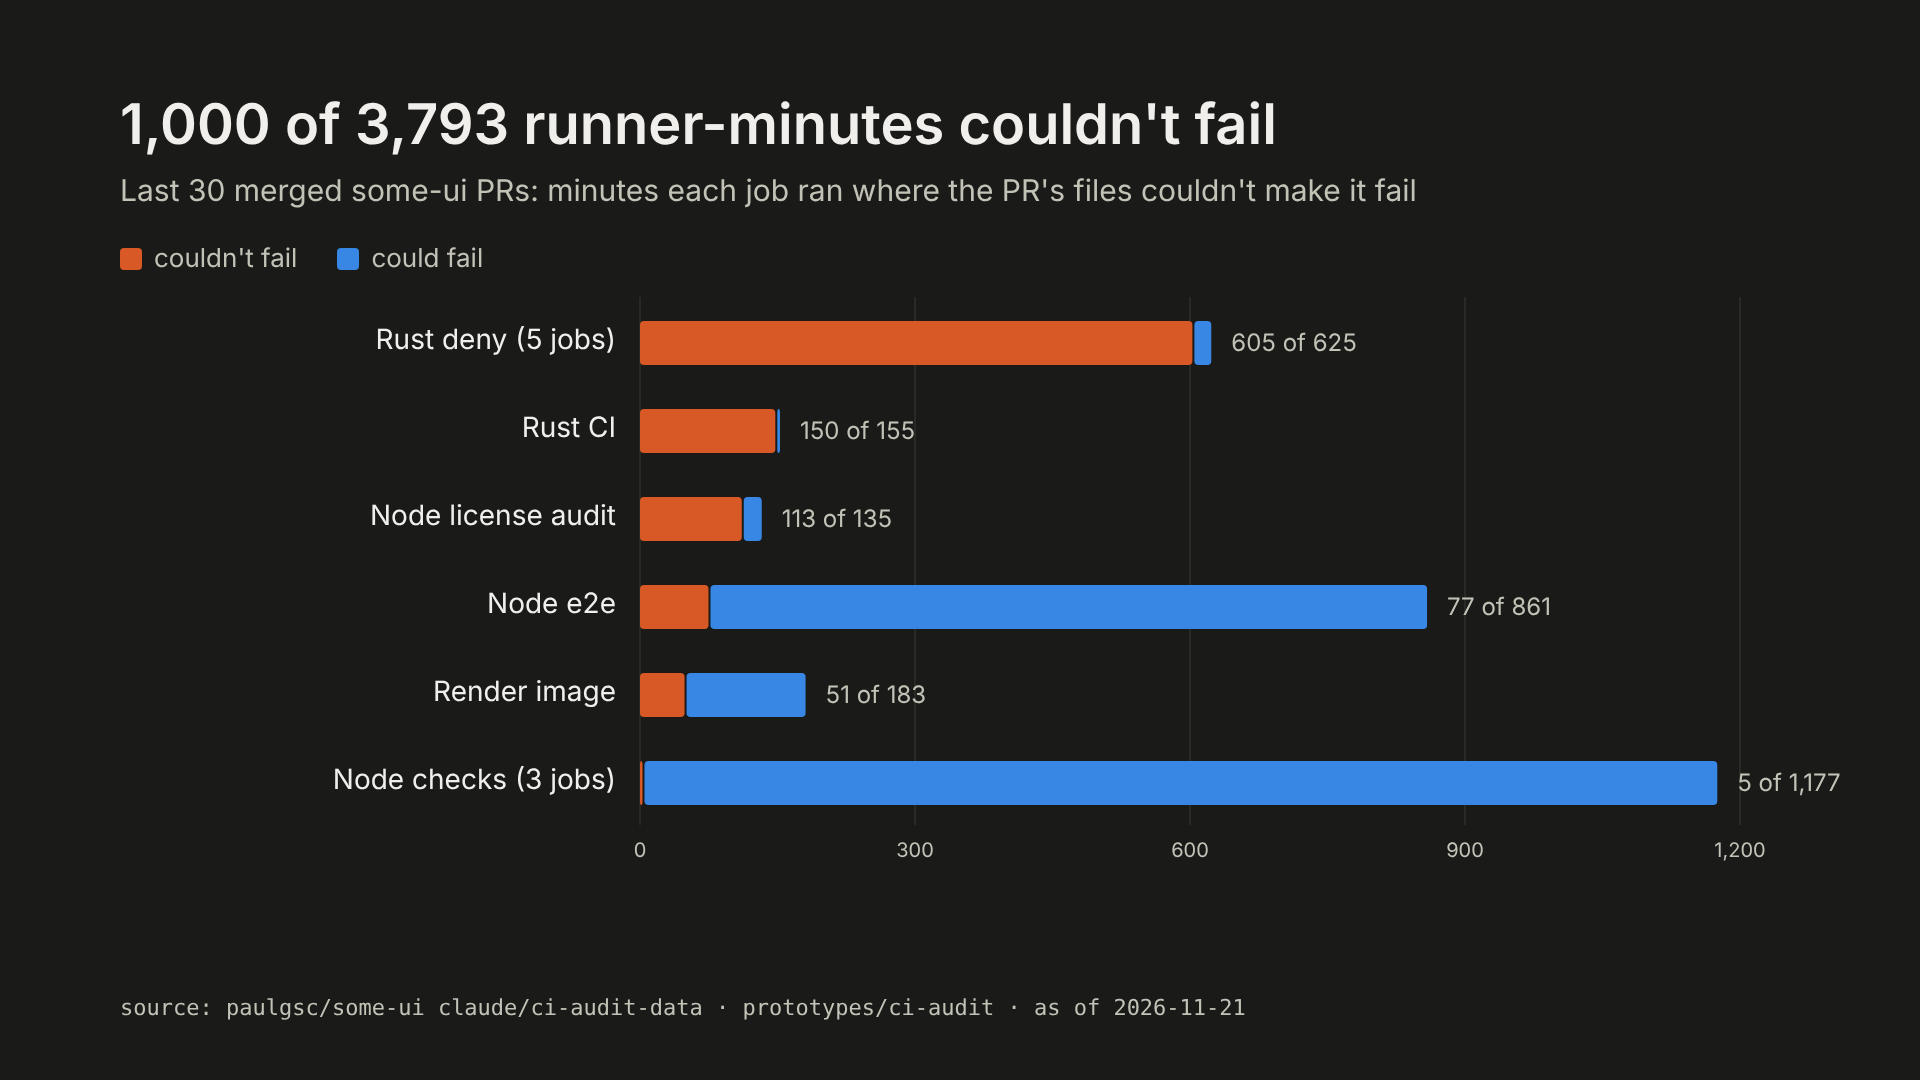 1,000 of 3,793 runner-minutes couldn't fail
Last 30 merged some-ui PRs: minutes each job ran where the PR's files couldn't make it fail
couldn't fail could fail
Rust deny (5 jobs) 605 of 625
Rust CI 150 of 155
Node license audit 113 of 135
Node e2e 77 of 861
Render image 51 of 183
Node checks (3 jobs) 5 of 1,177
0 300 600 900 1,200
source: paulgsc/some-ui claude/ci-audit-data · prototypes/ci-audit · as of 2026-11-21